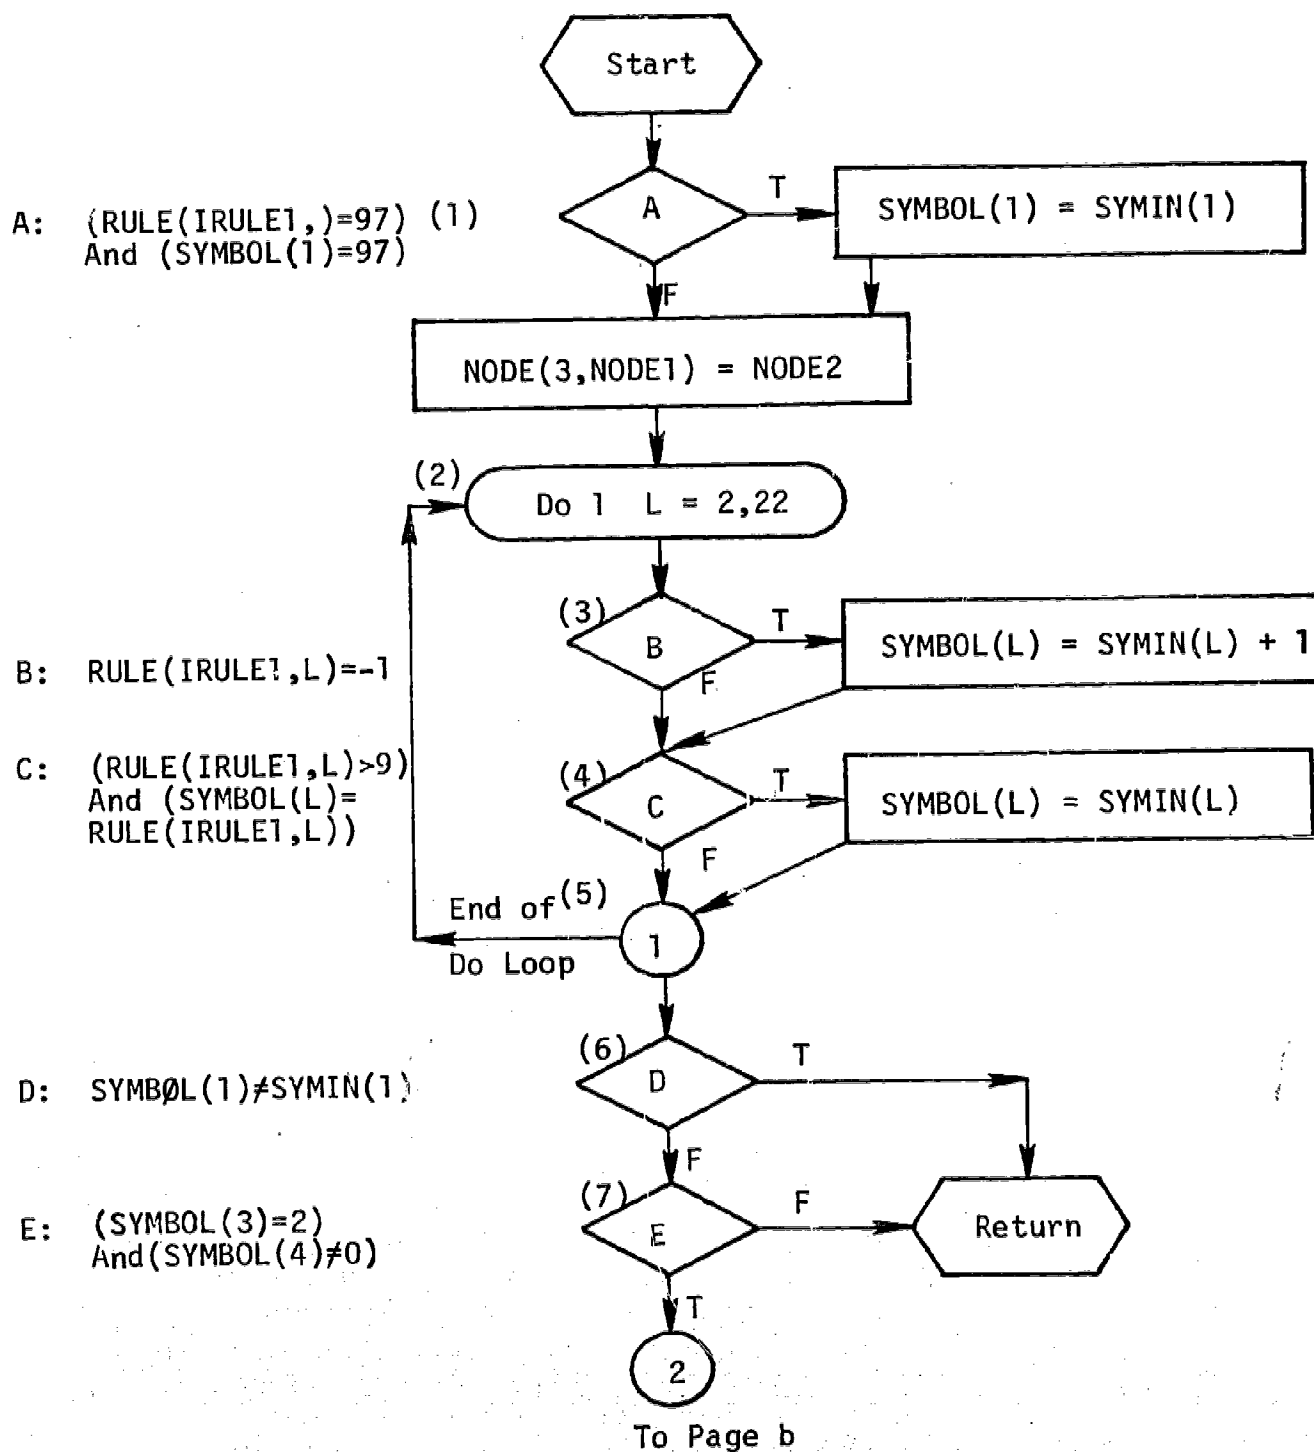 Start
A: (RULE(IRULE1,)=97) (1)
And (SYMBOL(1)=97)
A
T
SYMBOL(1) = SYMIN(1)
F
NODE(3,NODE1) = NODE2
(2)
Do 1 L = 2,22
(3)
B
T
SYMBOL(L) = SYMIN(L) + 1
F
B: RULE(IRULE1,L)=-1
C: (RULE(IRULE1,L)>9)
And (SYMBOL(L)=
RULE(IRULE1,L))
(4)
C
T
SYMBOL(L) = SYMIN(L)
F
End of (5)
Do Loop
1
(6)
D
T
D: SYMBØL(1)≠SYMIN(1)
F
(7)
E
F
Return
E: (SYMBOL(3)=2)
And(SYMBOL(4)≠0)
T
2
To Page b